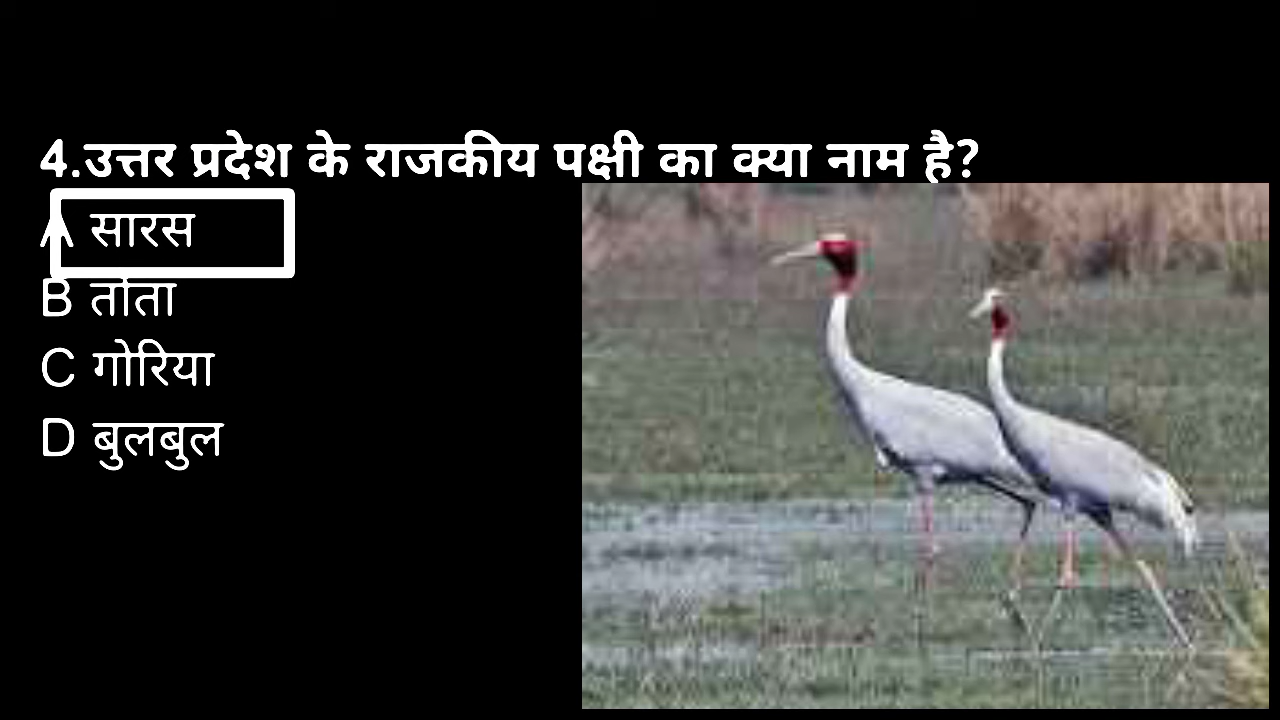 4.उत्तर प्रदेश के राजकीय पक्षी का क्या नाम है?
A सारस
B तोता
C गोरिया
D बुलबुल